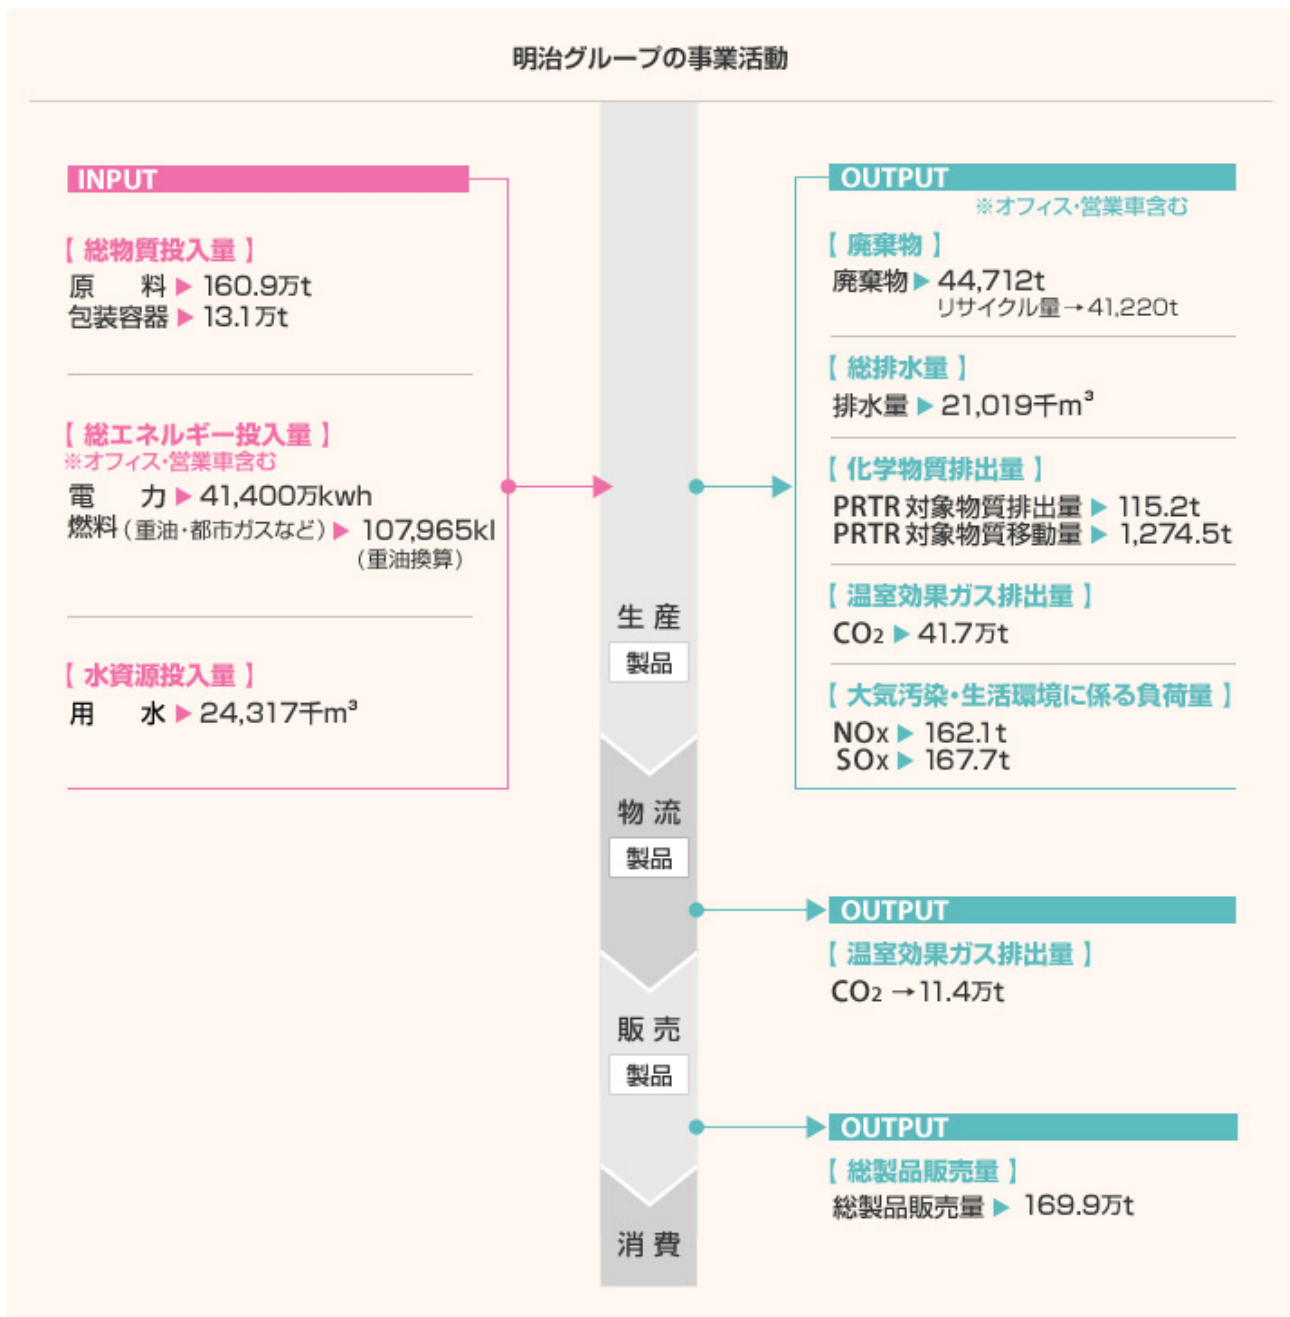 明治グループの事業活動
INPUT
【 総物質投入量 】
原　料 ▶ 160.9万t
包装容器 ▶ 13.1万t
【 総エネルギー投入量 】
※オフィス・営業車含む
電　力 ▶ 41,400万kwh
燃料（重油・都市ガスなど）▶ 107,965kl
（重油換算）
【 水資源投入量 】
用　水 ▶ 24,317千m³
生産
製品
物流
製品
販売
製品
消費
OUTPUT
※オフィス・営業車含む
【 廃棄物 】
廃棄物 ▶ 44,712t
リサイクル量→41,220t
【 総排水量 】
排水量 ▶ 21,019千m³
【 化学物質排出量 】
PRTR対象物質排出量 ▶ 115.2t
PRTR対象物質移動量 ▶ 1,274.5t
【 温室効果ガス排出量 】
CO₂ ▶ 41.7万t
【 大気汚染・生活環境に係る負荷量 】
NOx ▶ 162.1t
SOx ▶ 167.7t
OUTPUT
【 温室効果ガス排出量 】
CO₂ →11.4万t
OUTPUT
【 総製品販売量 】
総製品販売量 ▶ 169.9万t